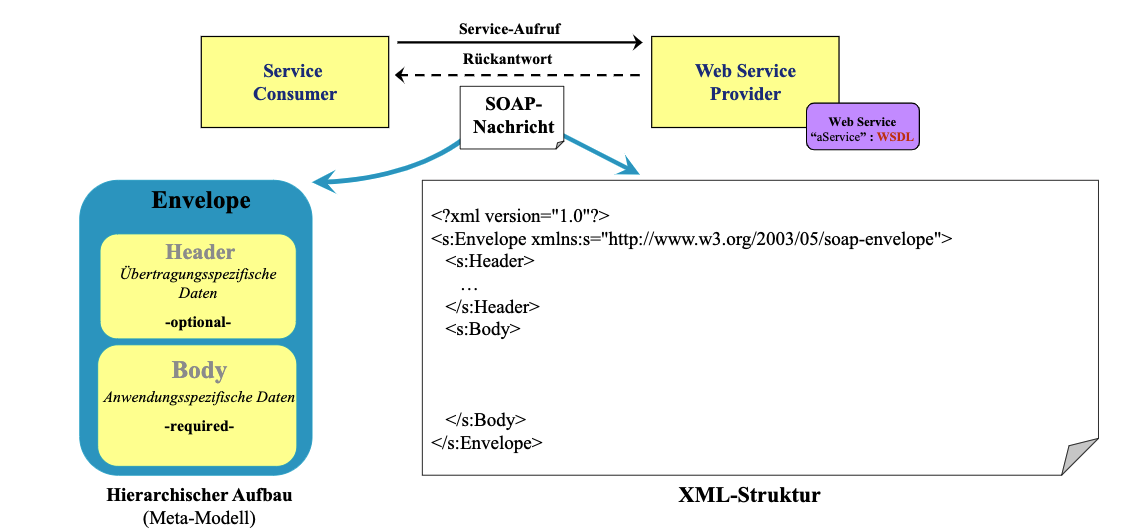 Service-Aufruf
Rückantwort
Service
Consumer
Web Service
Provider
SOAP-
Nachricht
Web Service
“aService” : WSDL
Envelope
Header
Übertragungsspezifische
Daten
-optional-
Body
Anwendungsspezifische Daten
-required-
Hierarchischer Aufbau
(Meta-Modell)
<?xml version="1.0"?>
<s:Envelope xmlns:s="http://www.w3.org/2003/05/soap-envelope">
<s:Header>
…
</s:Header>
<s:Body>
</s:Body>
</s:Envelope>
XML-Struktur